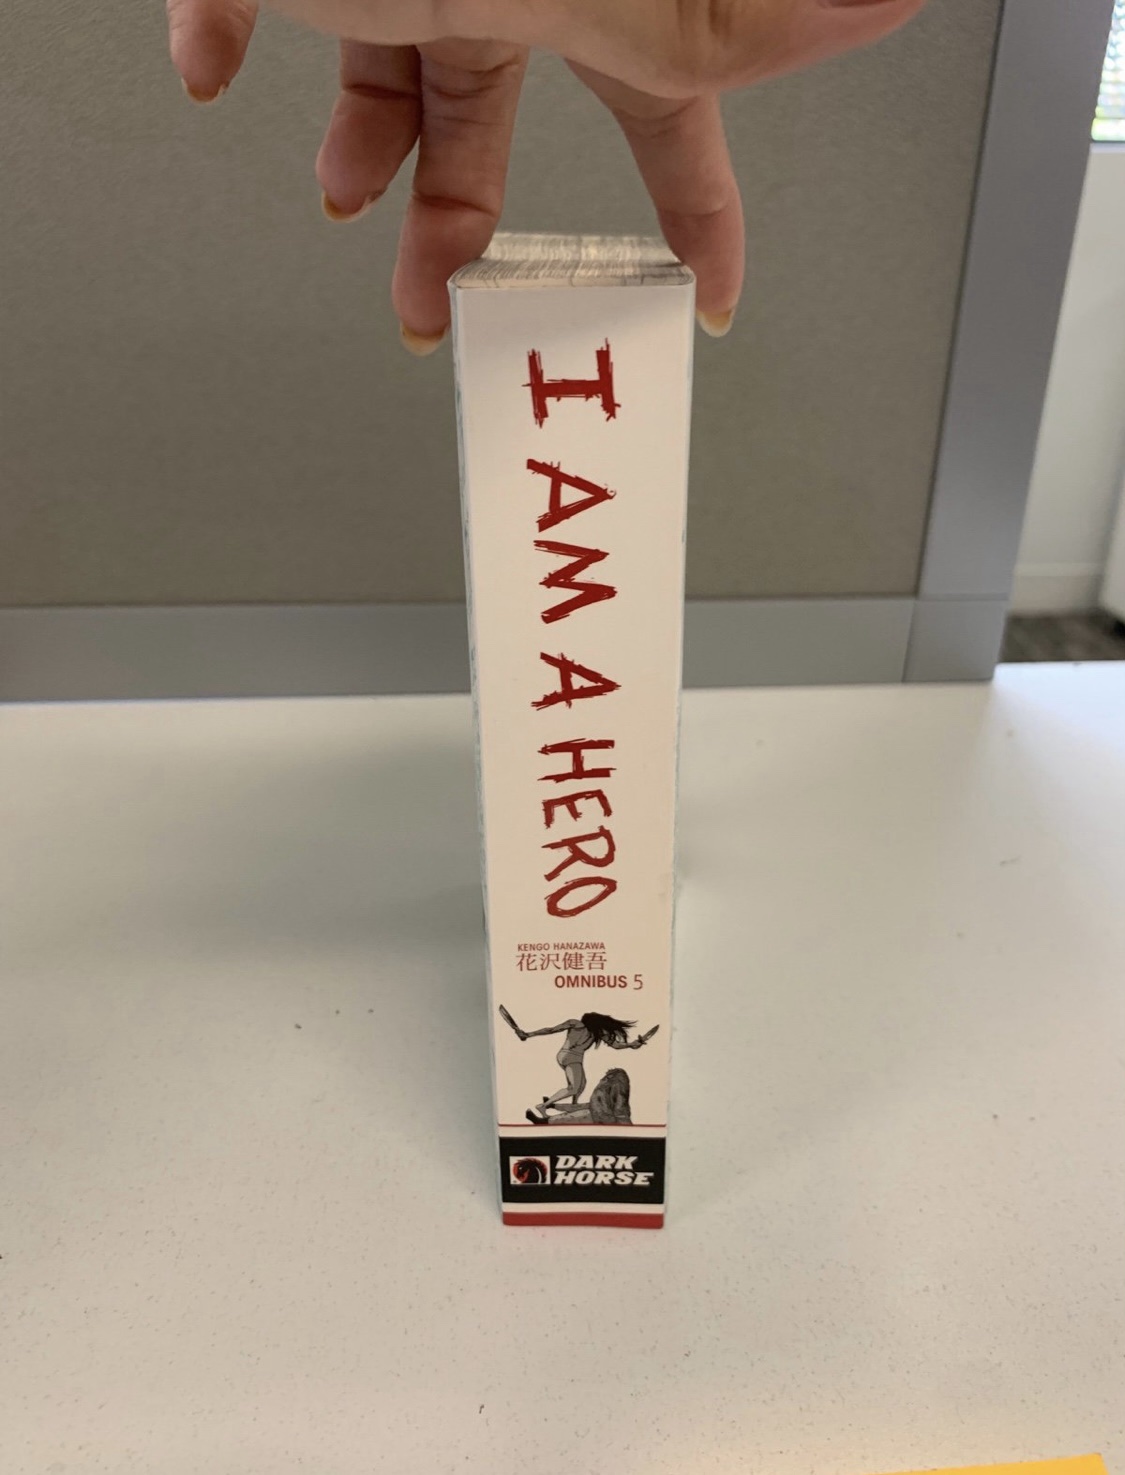 I AM A HERO
KENGO HANAZAWA
花沢健吾
OMNIBUS 5
DARK
HORSE